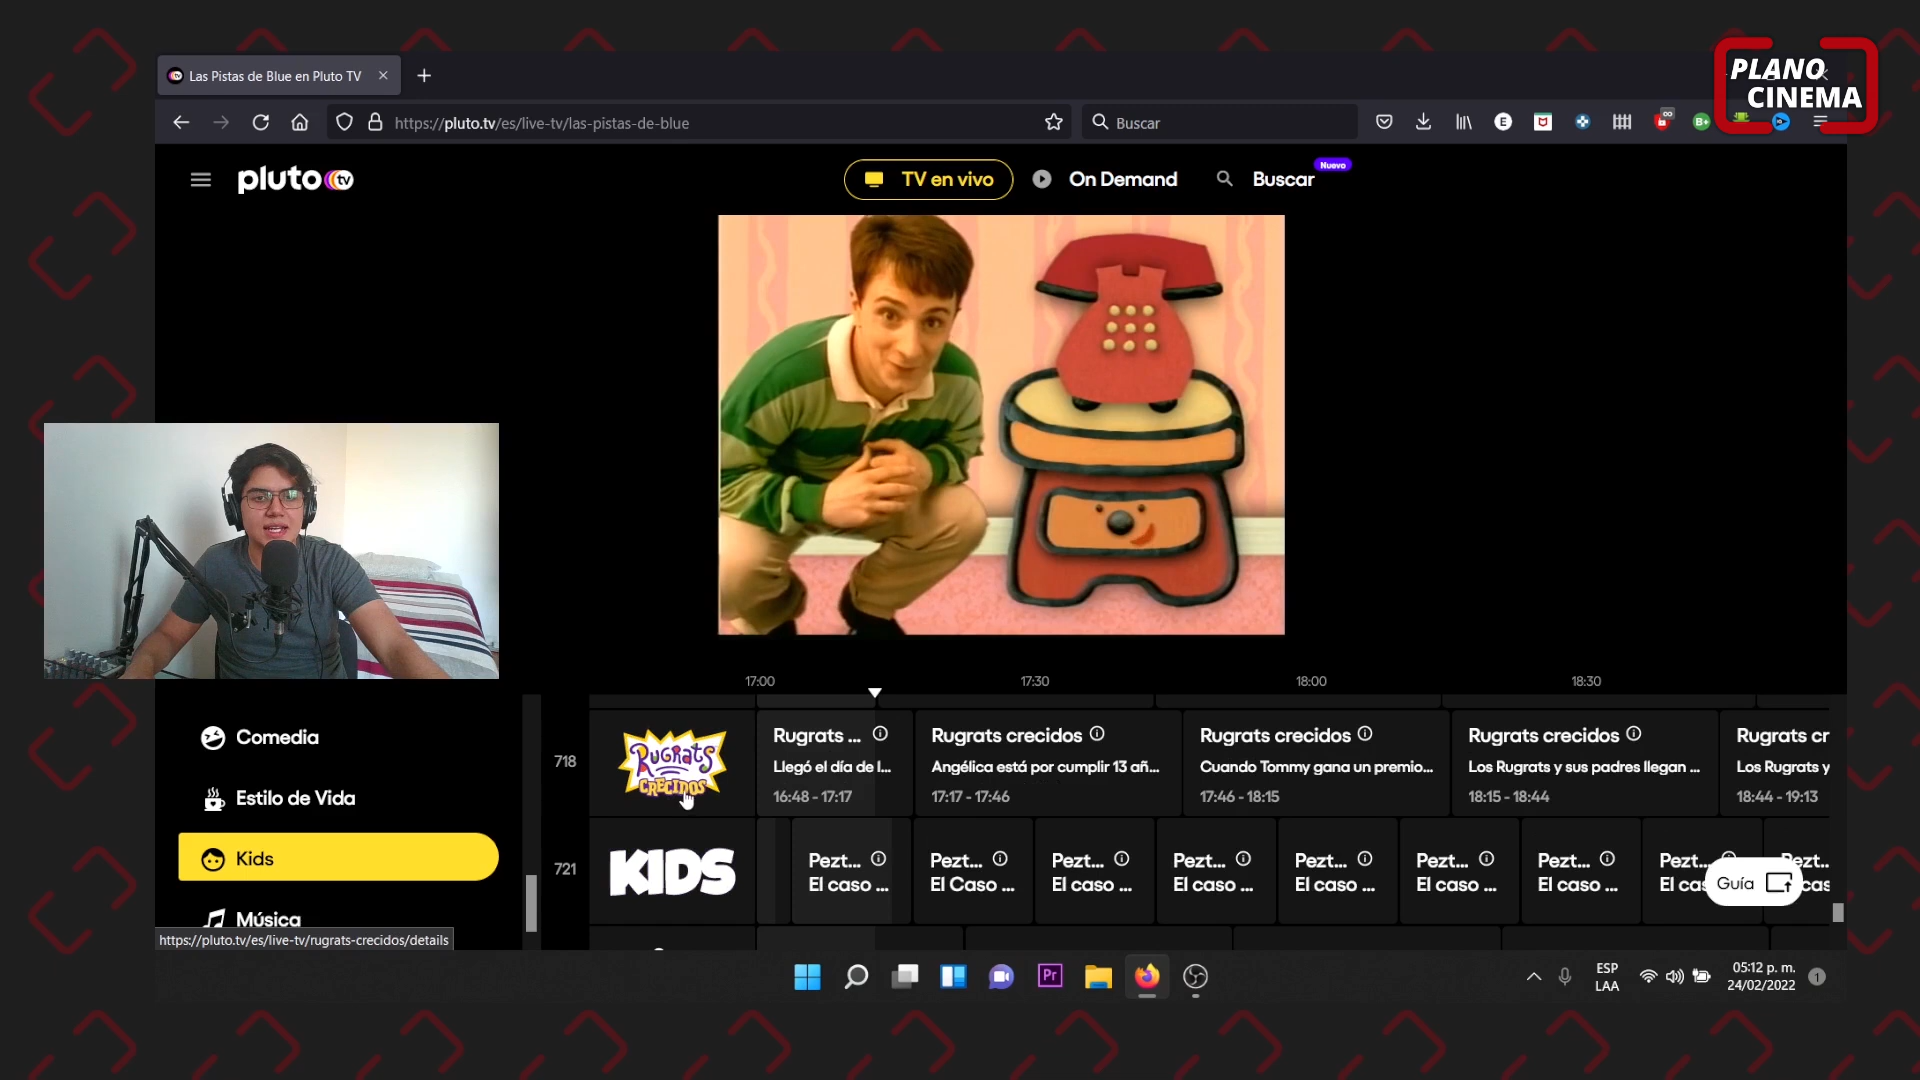 Las Pistas de Blue en Pluto TV
PLANO
CINEMA
https://pluto.tv/es/live-tv/las-pistas-de-blue
Buscar
E
B+
pluto tv
TV en vivo
On Demand
Buscar
Nuevo
17:00
17:30
18:00
18:30
Comedia
Estilo de Vida
Kids
Música
718
RUGRATS
CRECIDOS
Rugrats ...
Llegó el día de l...
16:48 - 17:17
Rugrats crecidos
Angélica está por cumplir 13 añ...
17:17 - 17:46
Rugrats crecidos
Cuando Tommy gana un premio...
17:46 - 18:15
Rugrats crecidos
Los Rugrats y sus padres llegan ...
18:15 - 18:44
Rugrats cr
Los Rugrats y
18:44 - 19:13
721
KIDS
Pezt...
El caso ...
Pezt...
El Caso ...
Pezt...
El caso ...
Pezt...
El caso ...
Pezt...
El caso ...
Pezt...
El caso ...
Pezt...
El caso ...
Pezt...
El cas
Guía
https://pluto.tv/es/live-tv/rugrats-crecidos/details
Pr
ESP
LAA
05:12 p. m.
24/02/2022
1